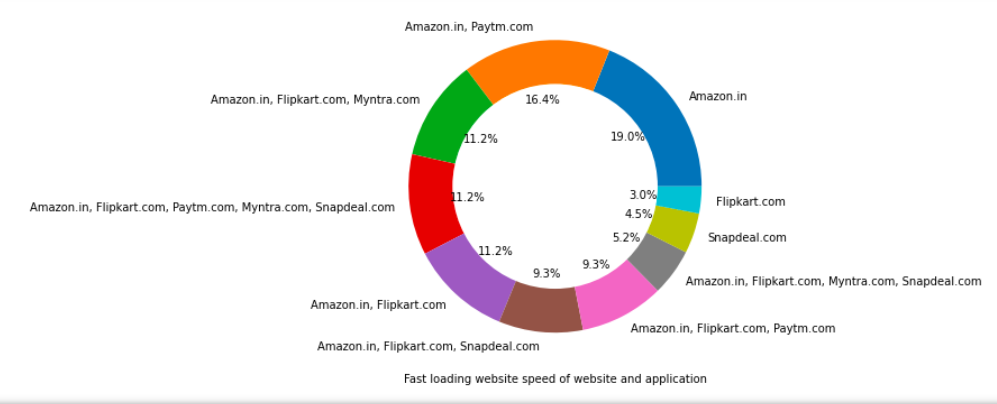 Amazon.in, Paytm.com
Amazon.in
Amazon.in, Flipkart.com, Myntra.com
16.4%
19.0%
11.2%
Amazon.in, Flipkart.com, Paytm.com, Myntra.com, Snapdeal.com
11.2%
3.0%
Flipkart.com
4.5%
Snapdeal.com
5.2%
11.2%
9.3%
9.3%
Amazon.in, Flipkart.com, Myntra.com, Snapdeal.com
Amazon.in, Flipkart.com
Amazon.in, Flipkart.com, Paytm.com
Amazon.in, Flipkart.com, Snapdeal.com
Fast loading website speed of website and application